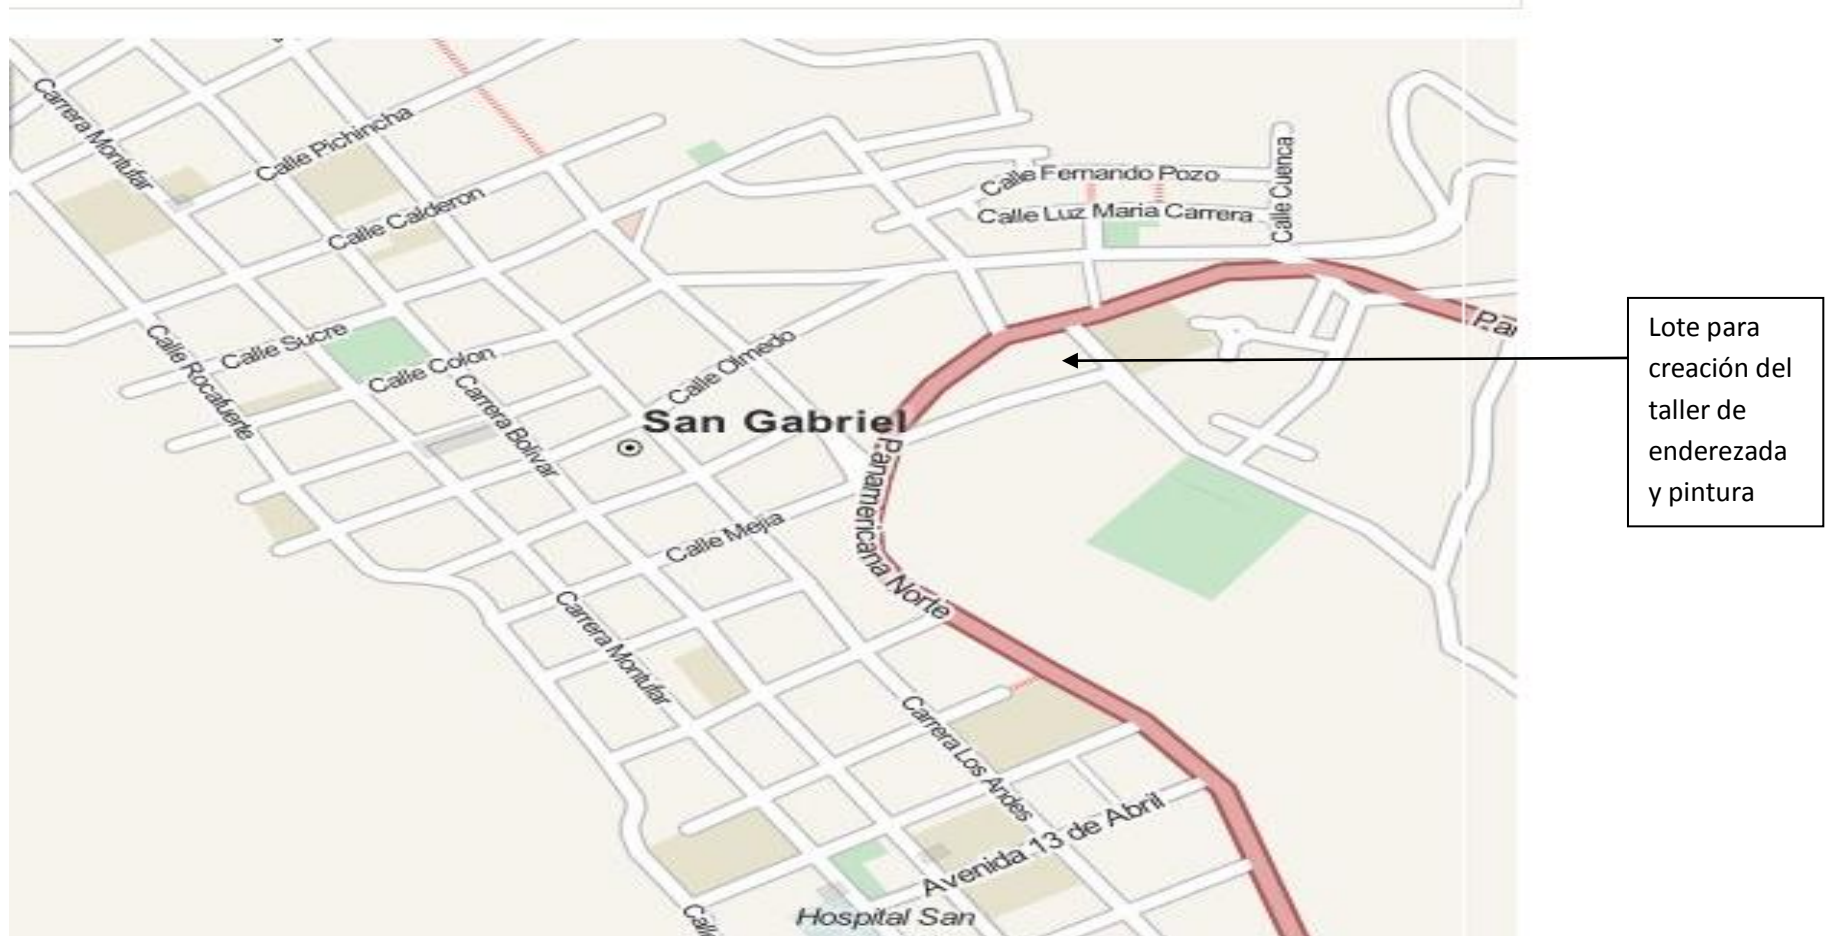 Carrera Montufar
Calle Pichincha
Calle Calderon
Calle Fernando Pozo
Calle Luz Maria Carrera
Calle Cuenca
Calle Sucre
Calle Rocafuerte
Calle Colon
Carrera Bolivar
Calle Olmedo
San Gabriel
Panamericana Norte
Pa
Calle Mejia
Carrera Montufar
Carrera Los Andes
Avenida 13 de Abril
Hospital San
Calle
Lote para
creación del
taller de
enderezada
y pintura